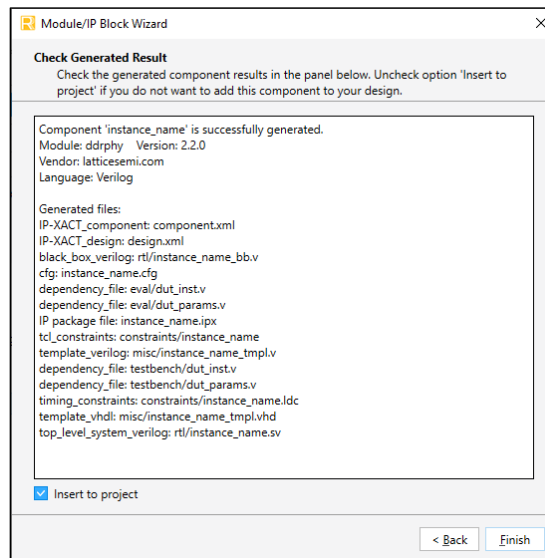 Module/IP Block Wizard
Check Generated Result
Check the generated component results in the panel below. Uncheck option 'Insert to
project' if you do not want to add this component to your design.
Component 'instance_name' is successfully generated.
Module: ddrphy    Version: 2.2.0
Vendor: latticesemi.com
Language: Verilog
Generated files:
IP-XACT_component: component.xml
IP-XACT_design: design.xml
black_box_verilog: rtl/instance_name_bb.v
cfg: instance_name.cfg
dependency_file: eval/dut_inst.v
dependency_file: eval/dut_params.v
IP package file: instance_name.ipx
tcl_constraints: constraints/instance_name
template_verilog: misc/instance_name_tmpl.v
dependency_file: testbench/dut_inst.v
dependency_file: testbench/dut_params.v
timing_constraints: constraints/instance_name.ldc
template_vhdl: misc/instance_name_tmpl.vhd
top_level_system_verilog: rtl/instance_name.sv
Insert to project
< Back Finish